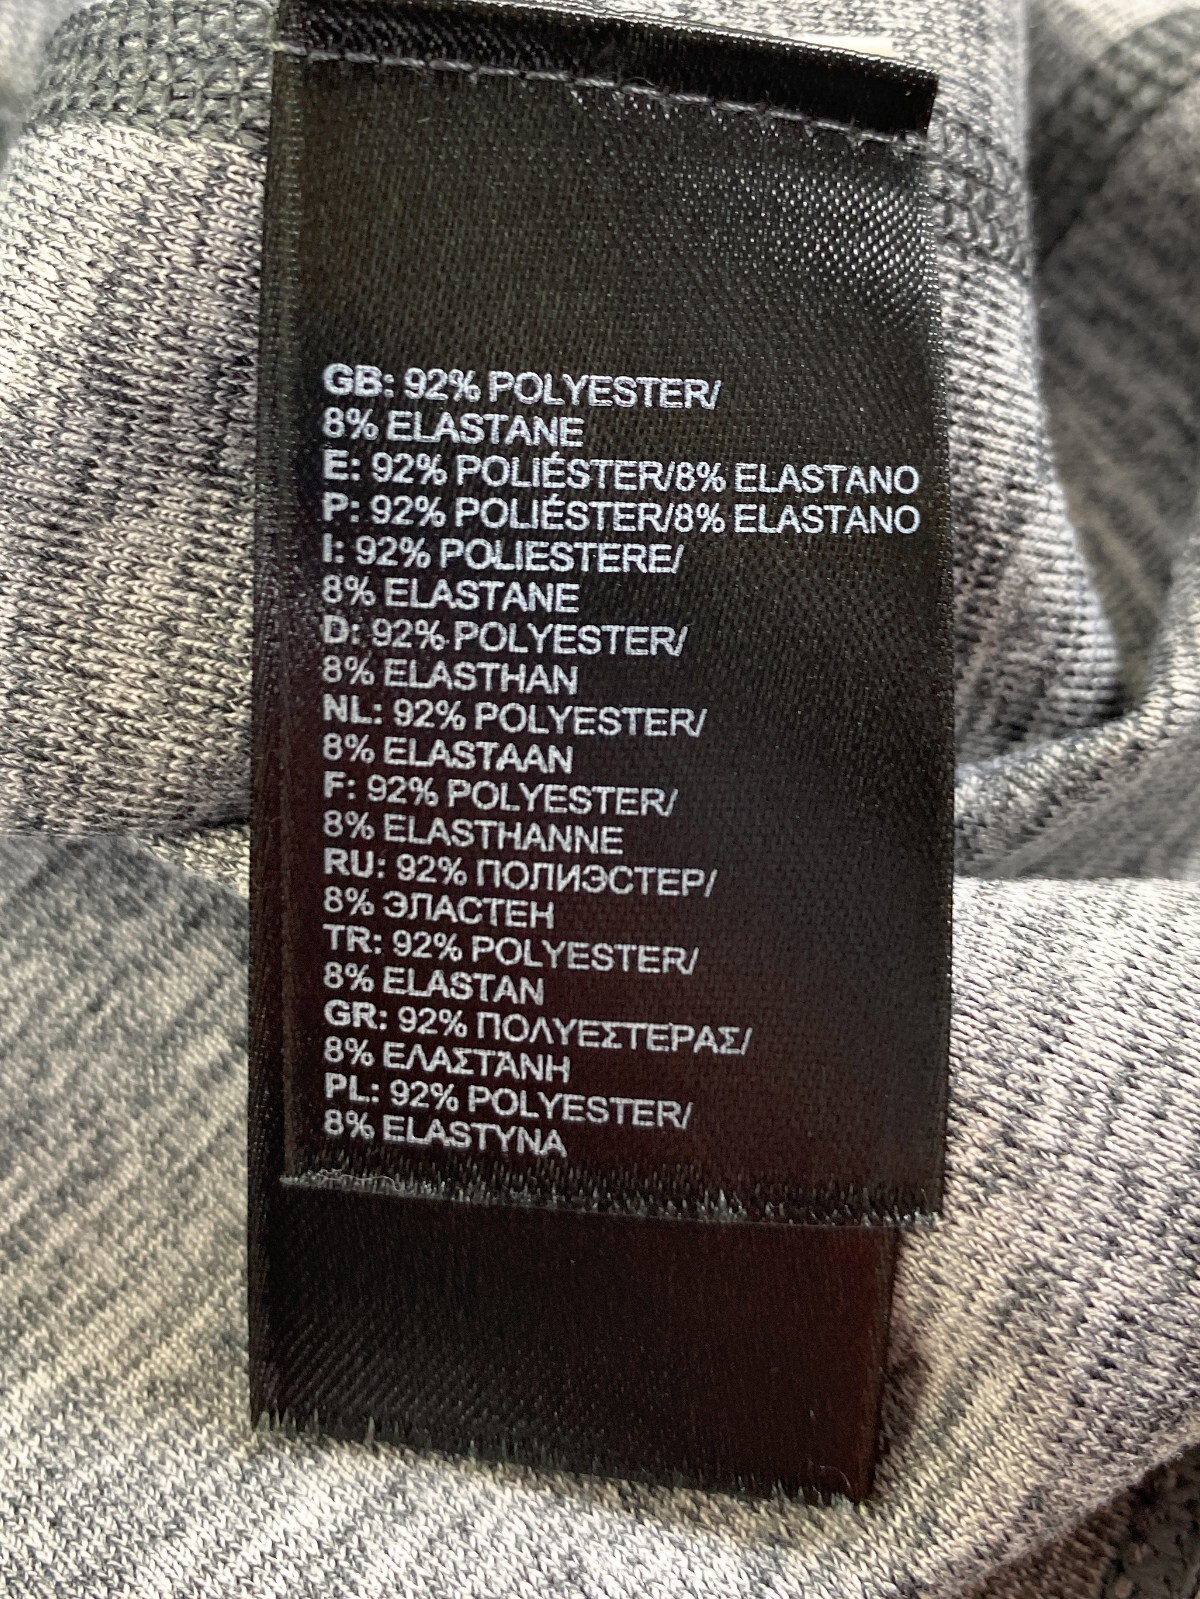 GB: 92% POLYESTER/
8% ELASTANE
E: 92% POLIÉSTER/8% ELASTANO
P: 92% POLIÉSTER/8% ELASTANO
I: 92% POLIESTERE/
8% ELASTANE
D: 92% POLYESTER/
8% ELASTHAN
NL: 92% POLYESTER/
8% ELASTAAN
F: 92% POLYESTER/
8% ELASTHANNE
RU: 92% ПОЛИЭСТЕР/
8% ЭЛАСТЕН
TR: 92% POLYESTER/
8% ELASTAN
GR: 92% ΠΟΛΥΕΣΤΈΡΑΣ/
8% ΕΛΑΣΤΆΝΗ
PL: 92% POLYESTER/
8% ELASTYNA